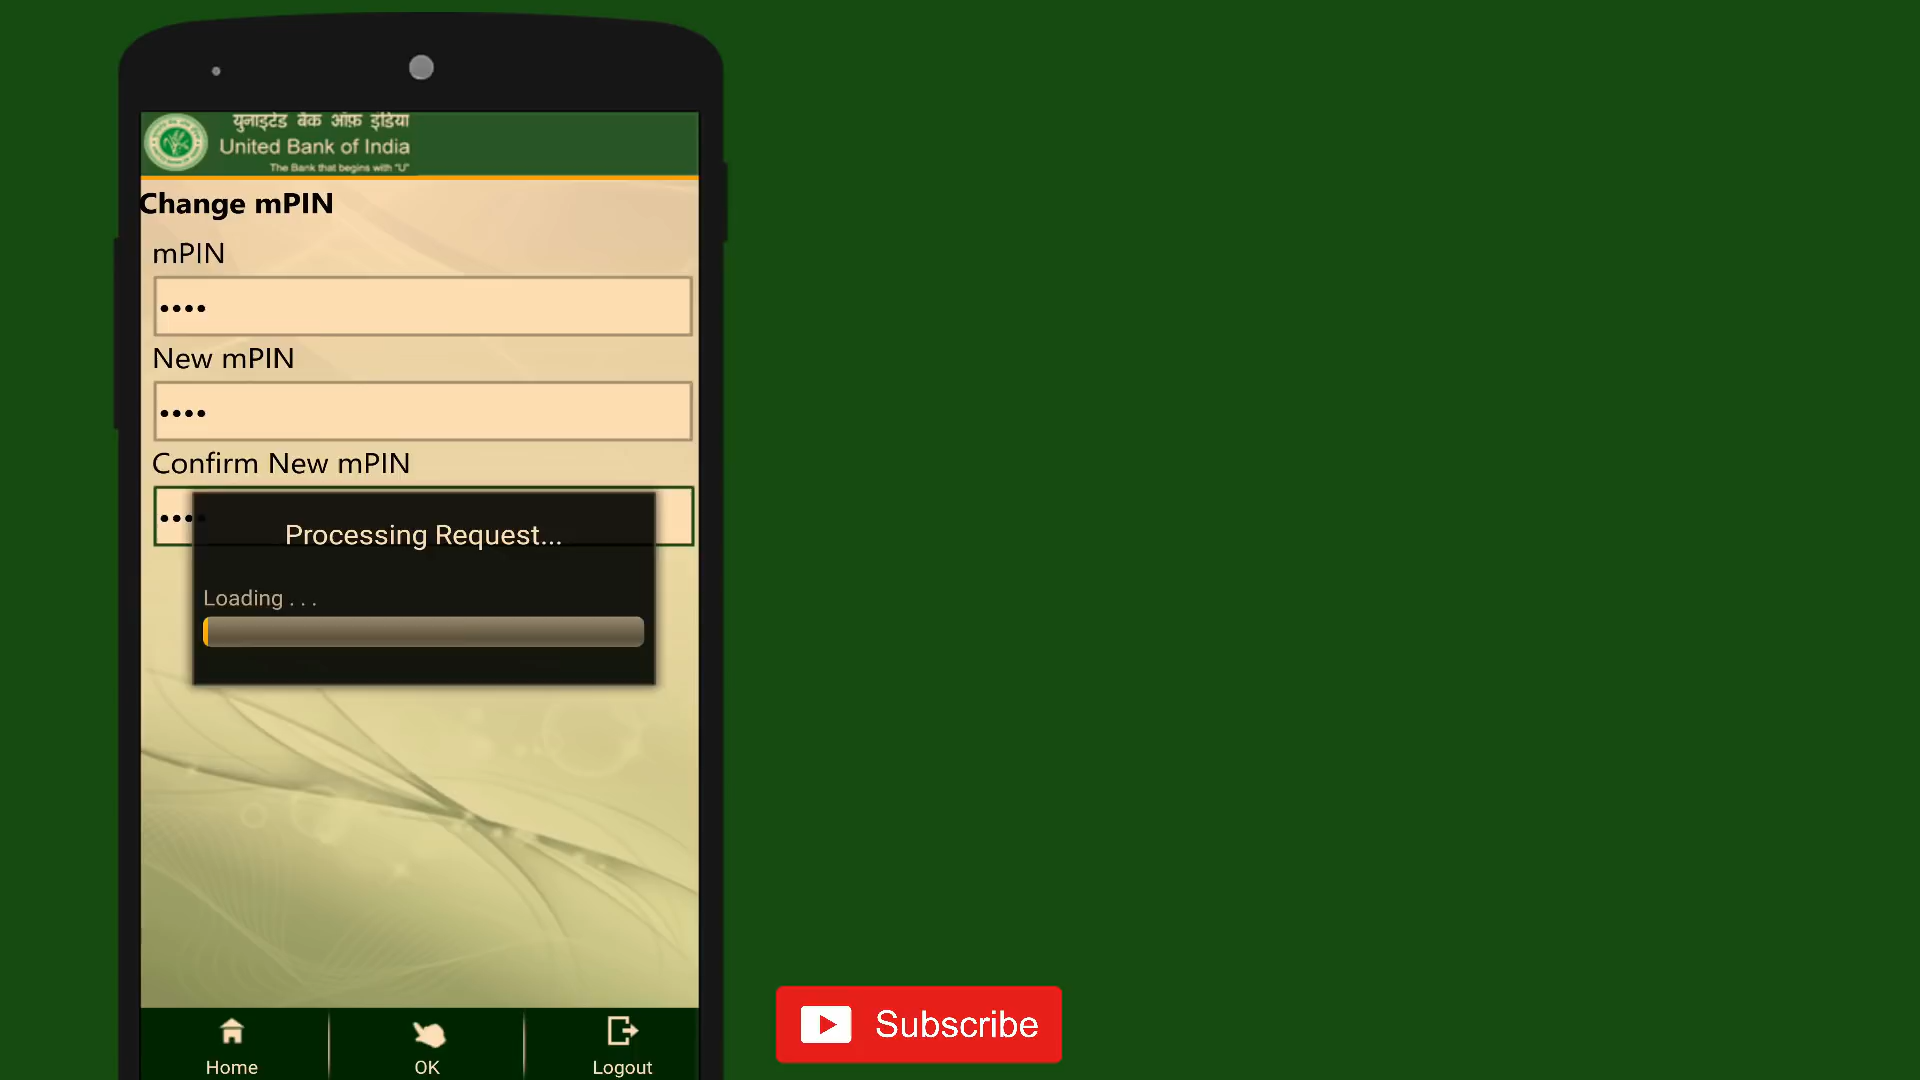 युनाइटेड बैंक ऑफ़ इंडिया
United Bank of India
The Bank that begins with "U"
Change mPIN
mPIN
••••
New mPIN
••••
Confirm New mPIN
••••
Processing Request...
Loading . . .
Home
OK
Logout
Subscribe